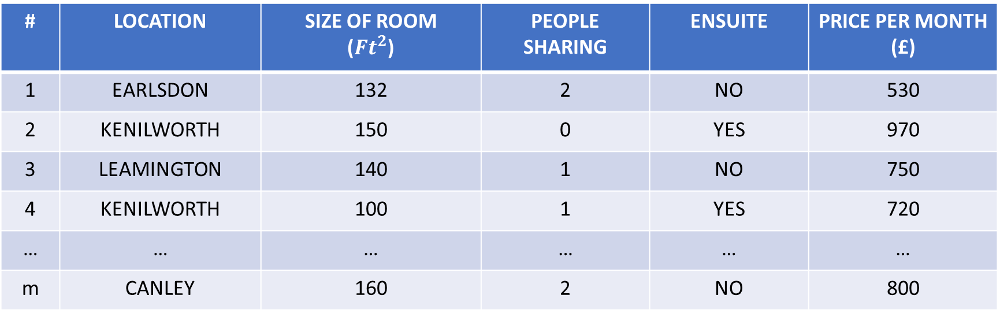 # LOCATION SIZE OF ROOM (Ft²) PEOPLE SHARING ENSUITE PRICE PER MONTH (£)
1 EARLSDON 132 2 NO 530
2 KENILWORTH 150 0 YES 970
3 LEAMINGTON 140 1 NO 750
4 KENILWORTH 100 1 YES 720
... ... ... ... ... ...
m CANLEY 160 2 NO 800